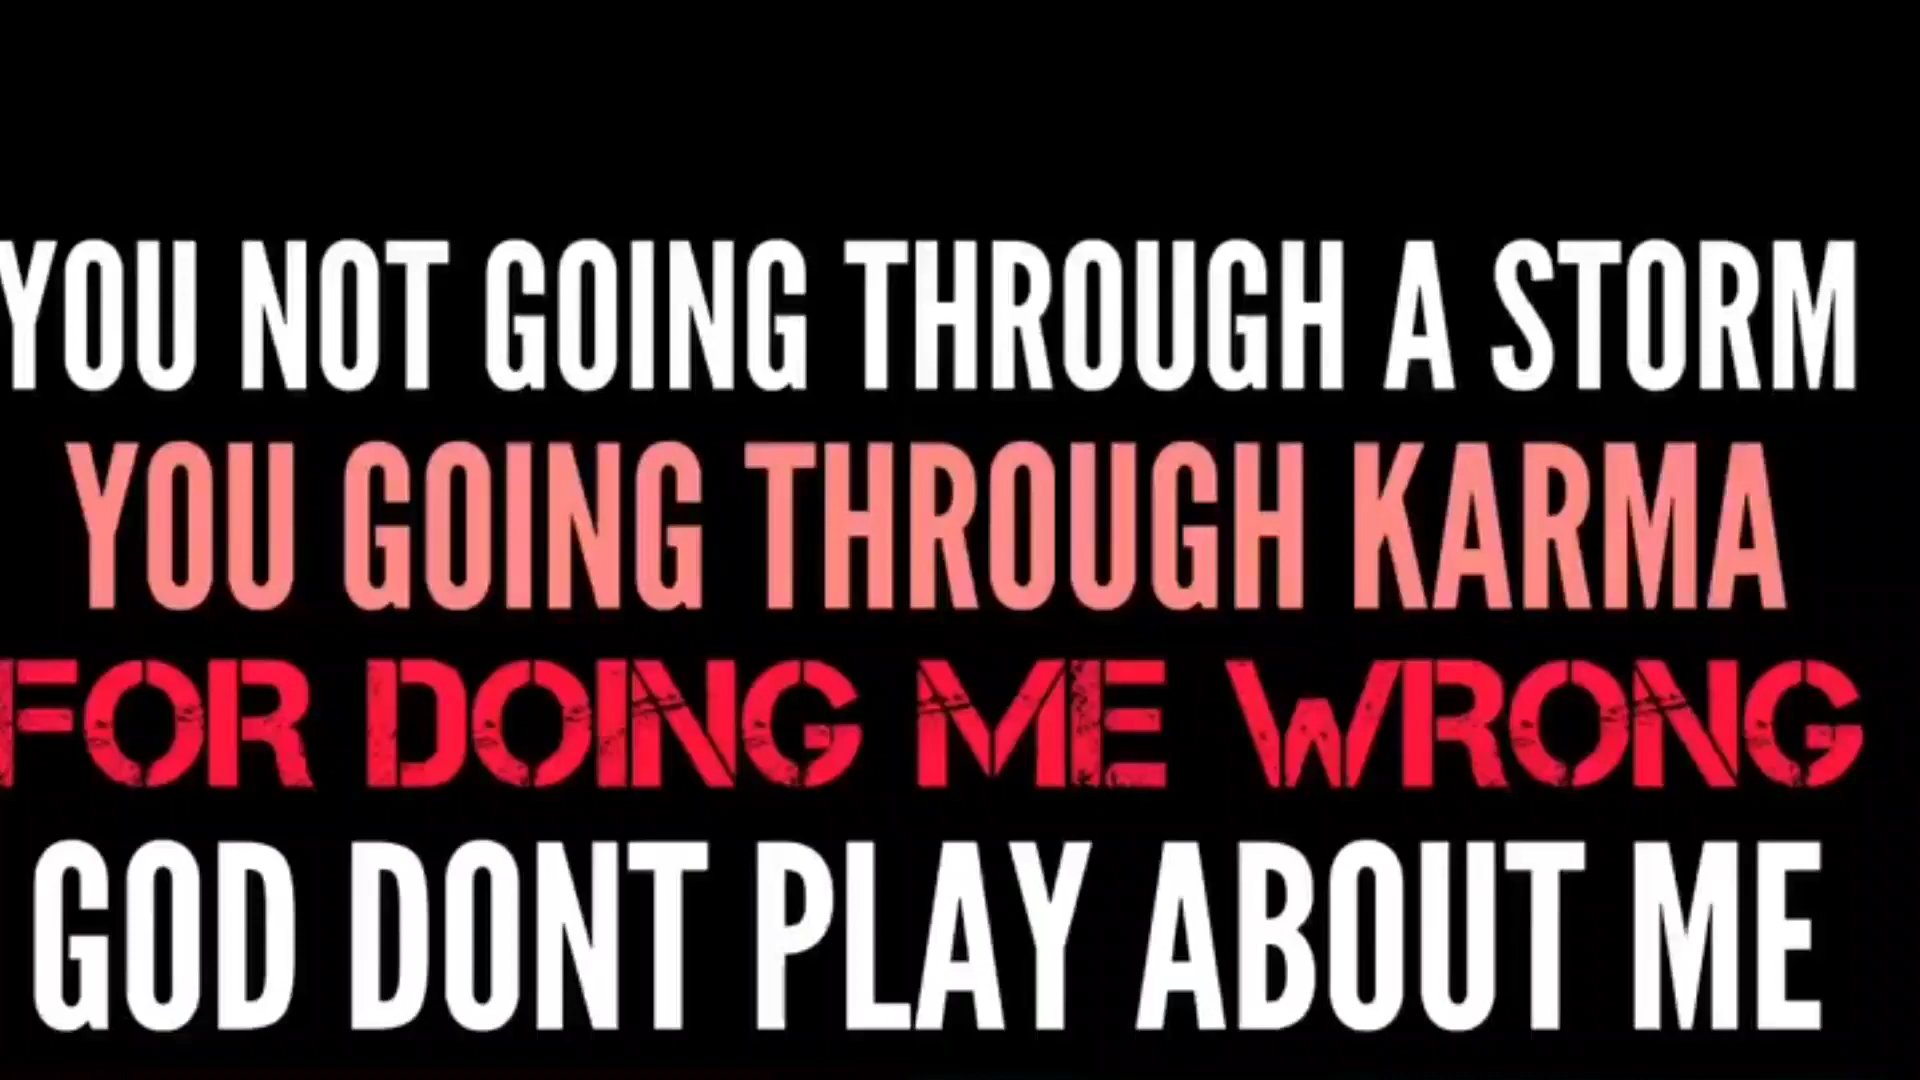 YOU NOT GOING THROUGH A STORM
YOU GOING THROUGH KARMA
FOR DOING ME WRONG
GOD DONT PLAY ABOUT ME